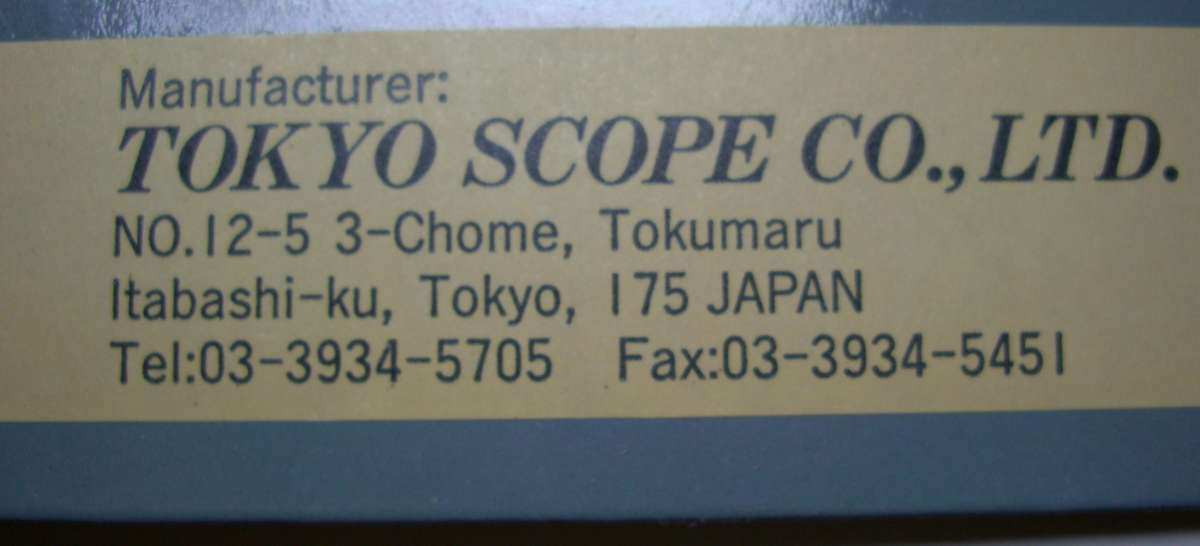 Manufacturer:
TOKYO SCOPE CO., LTD.
NO.12-5 3-Chome, Tokumaru
Itabashi-ku, Tokyo, 175 JAPAN
Tel:03-3934-5705 Fax:03-3934-5451